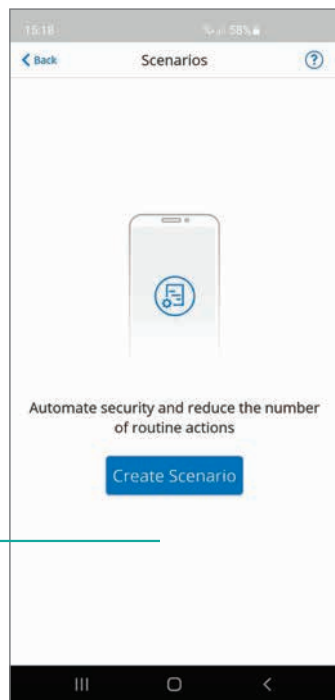 15:18 58%
Back Scenarios ?
Automate security and reduce the number
of routine actions
Create Scenario